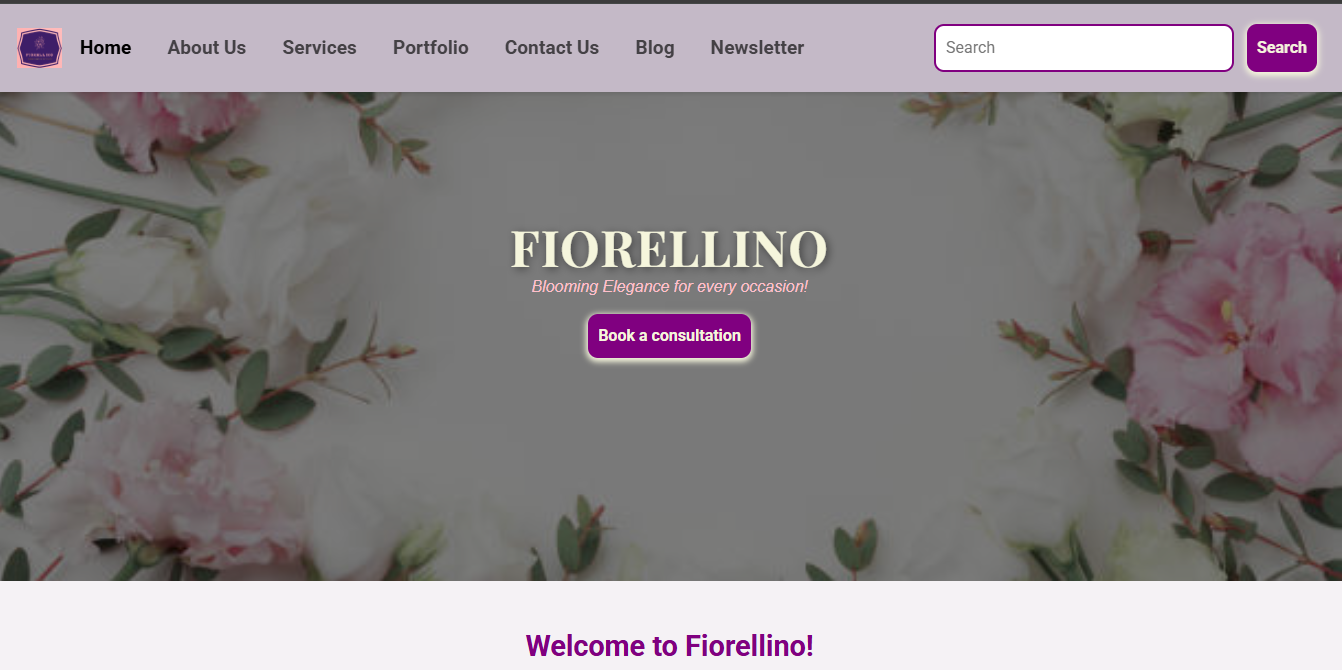 FIORELLINO
Home About Us Services Portfolio Contact Us Blog Newsletter Search Search
FIORELLINO
Blooming Elegance for every occasion!
Book a consultation
Welcome to Fiorellino!